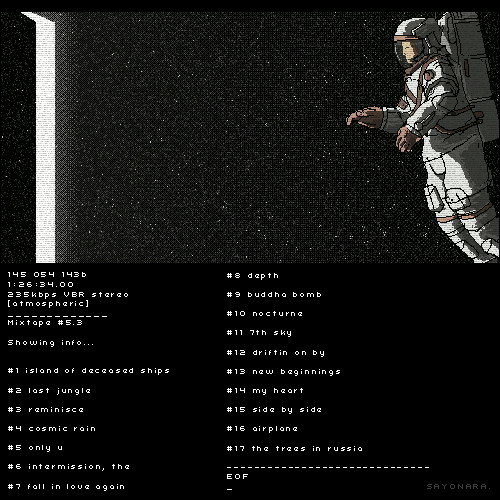 145 054 143b
1:26:34.00
235kbps VBR stereo
[atmospheric]
_____________
Mixtape #5.3
Showing info...
#1 island of deceased ships
#2 last jungle
#3 reminisce
#4 cosmic rain
#5 only u
#6 intermission, the
#7 fall in love again
#8 depth
#9 buddha bomb
#10 nocturne
#11 7th sky
#12 driftin on by
#13 new beginnings
#14 my heart
#15 side by side
#16 airplane
#17 the trees in russia
______________________________
EOF
_
SAYONARA.